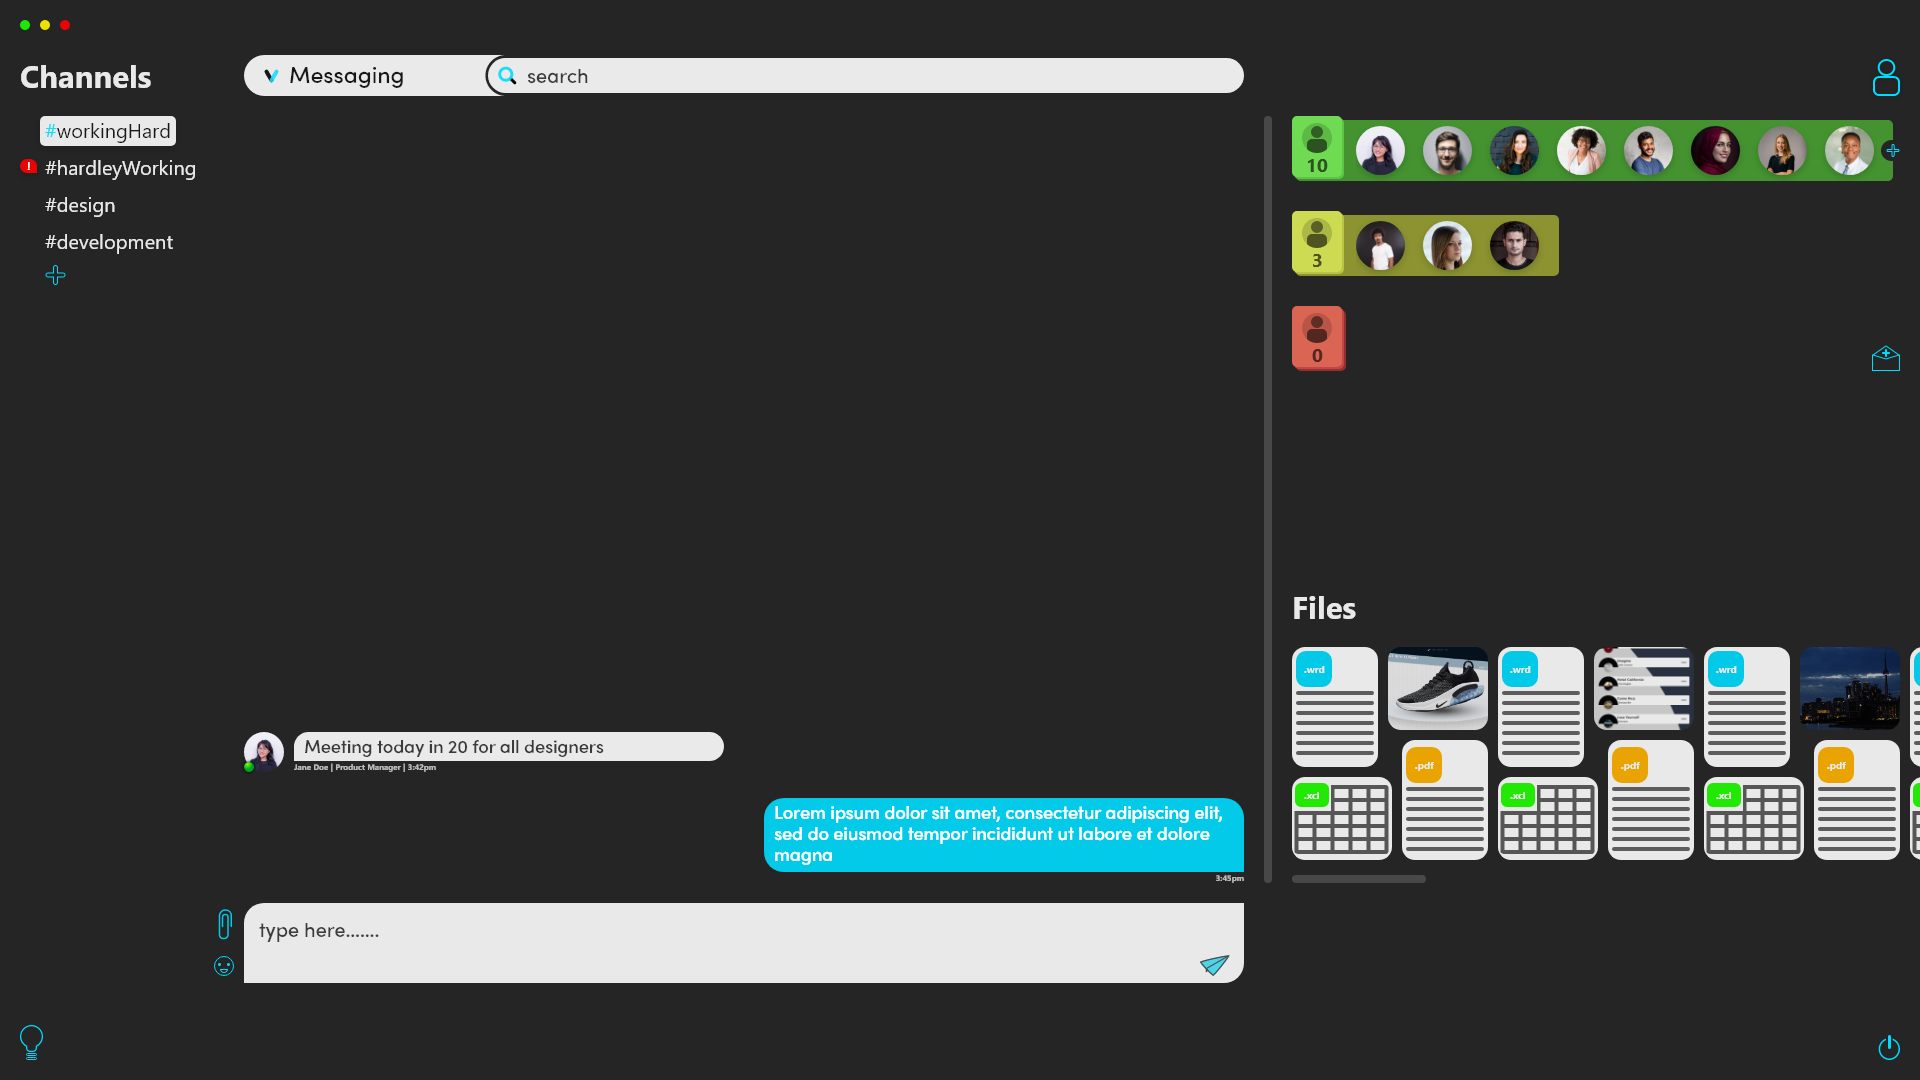 Channels
Messaging
search
#workingHard
!
#hardleyWorking
#design
#development
10
3
0
Files
.wrd
.wrd
.wrd
.pdf
.pdf
.pdf
.xcl
.xcl
.xcl
Meeting today in 20 for all designers
Jane Doe | Product Manager | 3:42pm
Lorem ipsum dolor sit amet, consectetur adipiscing elit,
sed do eiusmod tempor incididunt ut labore et dolore
magna
3:45pm
type here.......